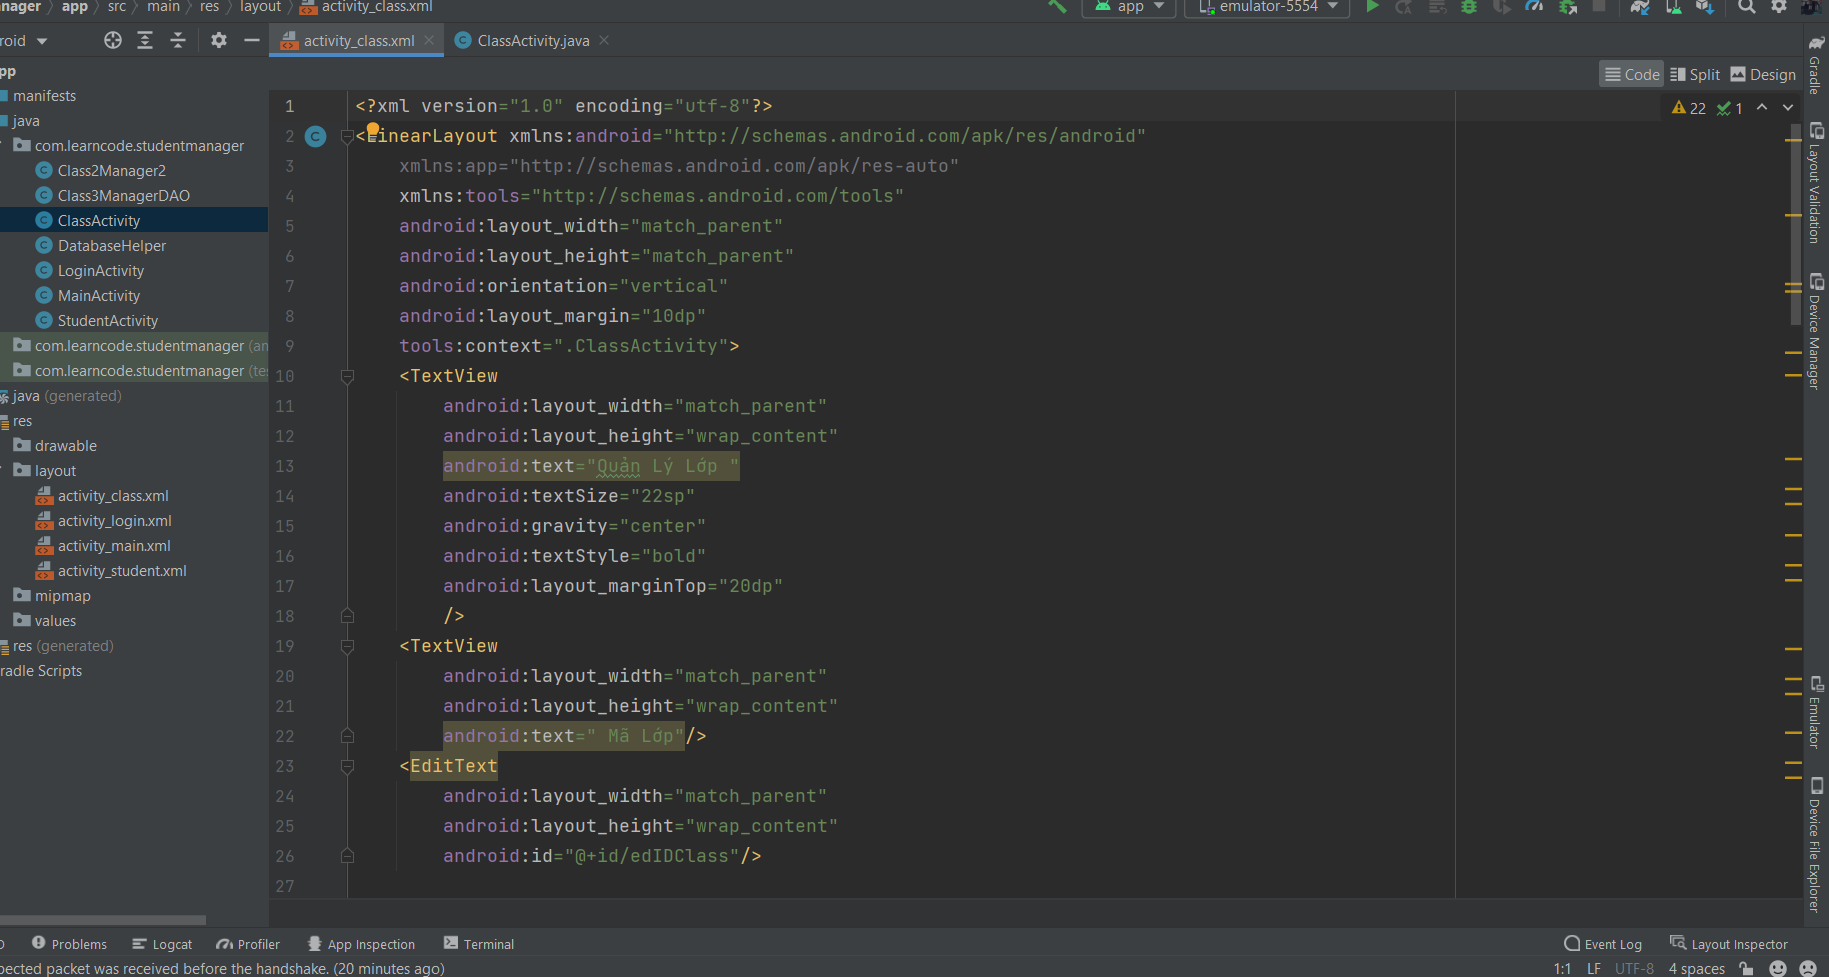 anager app src main res layout activity_class.xml
app emulator-5554
roid
activity_class.xml ClassActivity.java
Code Split Design
pp
manifests
java
com.learncode.studentmanager
Class2Manager2
Class3ManagerDAO
ClassActivity
DatabaseHelper
LoginActivity
MainActivity
StudentActivity
com.learncode.studentmanager (an
com.learncode.studentmanager (te
java (generated)
res
drawable
layout
activity_class.xml
activity_login.xml
activity_main.xml
activity_student.xml
mipmap
values
res (generated)
radle Scripts
22 1
1 <?xml version="1.0" encoding="utf-8"?>
2 <LinearLayout xmlns:android="http://schemas.android.com/apk/res/android"
3 xmlns:app="http://schemas.android.com/apk/res-auto"
4 xmlns:tools="http://schemas.android.com/tools"
5 android:layout_width="match_parent"
6 android:layout_height="match_parent"
7 android:orientation="vertical"
8 android:layout_margin="10dp"
9 tools:context=".ClassActivity">
10 <TextView
11 android:layout_width="match_parent"
12 android:layout_height="wrap_content"
13 android:text="Quản Lý Lớp "
14 android:textSize="22sp"
15 android:gravity="center"
16 android:textStyle="bold"
17 android:layout_marginTop="20dp"
18 />
19 <TextView
20 android:layout_width="match_parent"
21 android:layout_height="wrap_content"
22 android:text=" Mã Lớp"/>
23 <EditText
24 android:layout_width="match_parent"
25 android:layout_height="wrap_content"
26 android:id="@+id/edIDClass"/>
27
Gradle
Layout Validation
Device Manager
Emulator
Device File Explorer
Problems Logcat Profiler App Inspection Terminal Event Log Layout Inspector
pected packet was received before the handshake. (20 minutes ago) 1:1 LF UTF-8 4 spaces